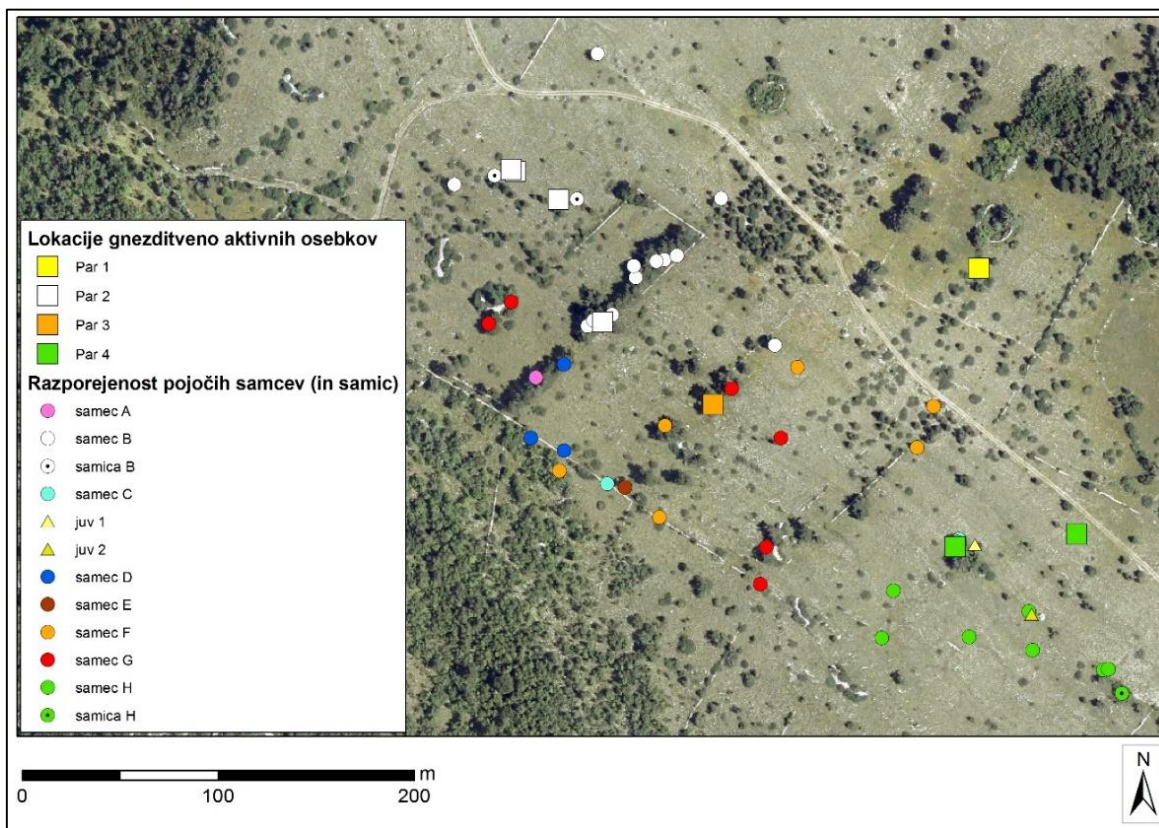 Lokacije gnezditveno aktivnih osebkov
Par 1
Par 2
Par 3
Par 4
Razporejenost pojočih samcev (in samic)
samec A
samec B
samica B
samec C
juv 1
juv 2
samec D
samec E
samec F
samec G
samec H
samica H
m
0 100 200
N